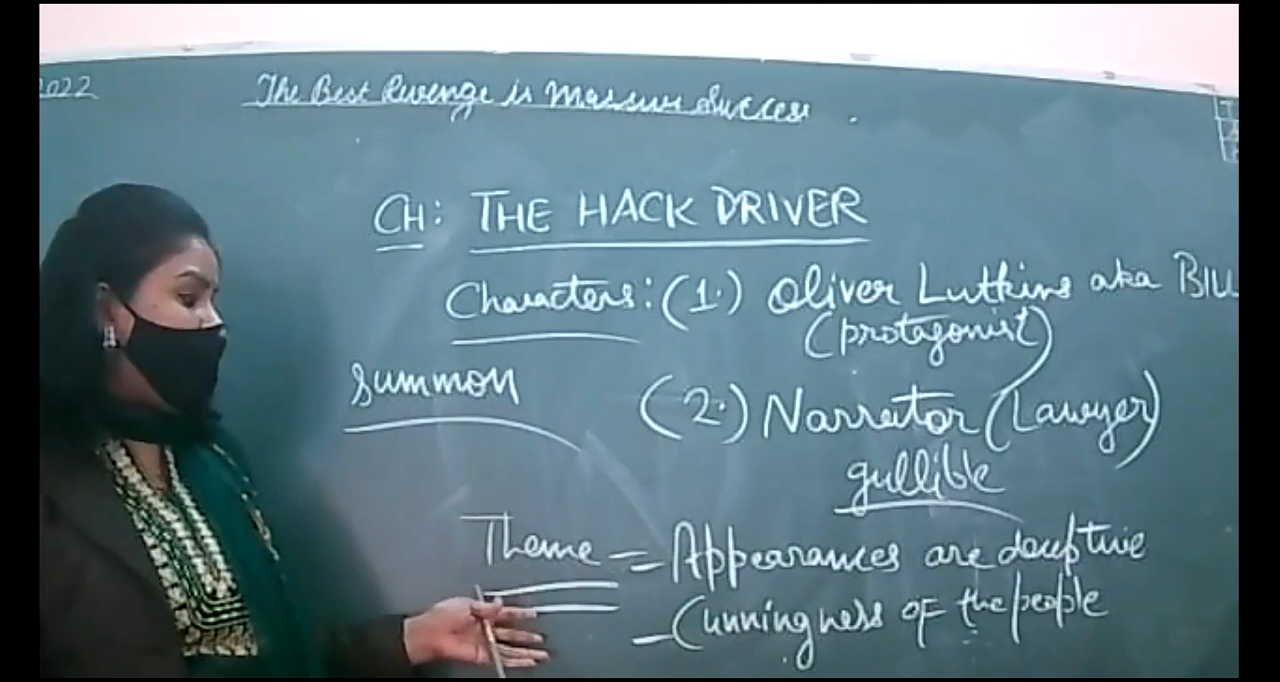 2022
The Best Revenge is Massive Success
CH: THE HACK DRIVER
Characters: (1.) Oliver Lutkins aka BILL
(protagonist)
summon
(2.) Narrator (Lawyer)
gullible
Theme - Appearances are deceptive
- Cunningness of the people